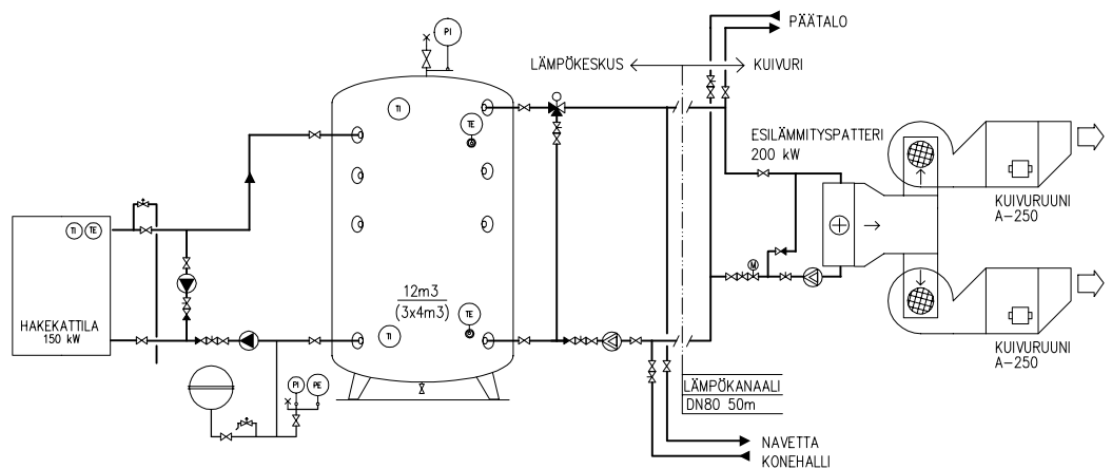 PI
PÄÄTALO
LÄMPÖKESKUS
KUIVURI
TI
TE
ESILÄMMITYSPATTERI
200 kW
KUIVURUUNI
A-250
TI
TE
M
HAKEKATTILA
150 kW
12m3
(3x4m3)
TE
TI
KUIVURUUNI
A-250
PI
PE
LÄMPÖKANAALI
DN80 50m
NAVETTA
KONEHALLI